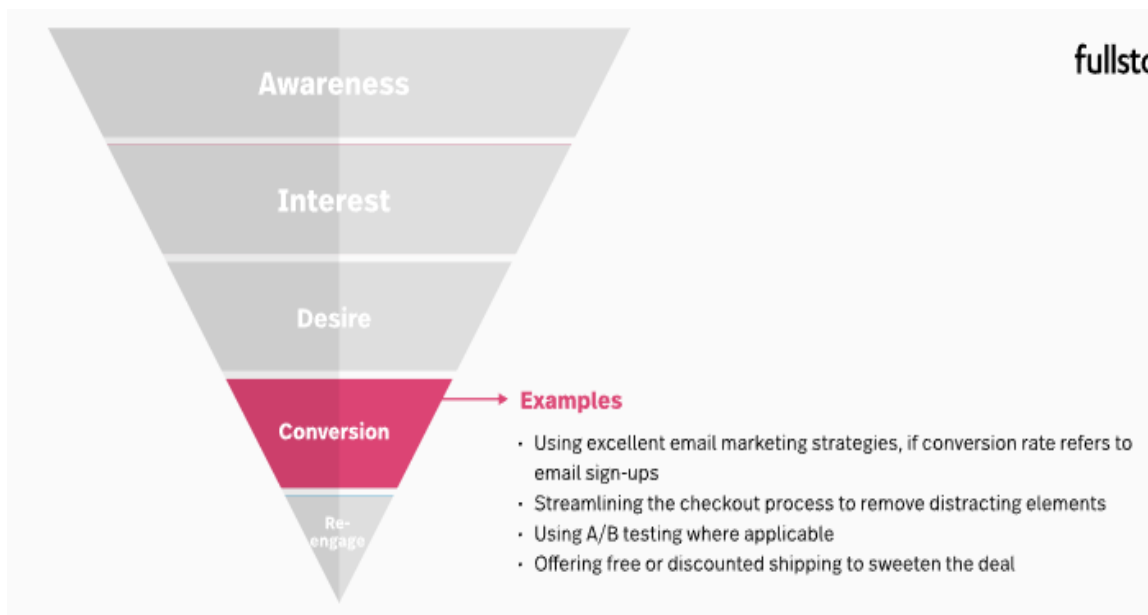 fullsto
Awareness
Interest
Desire
Conversion
Re-
engage
Examples
· Using excellent email marketing strategies, if conversion rate refers to
email sign-ups
· Streamlining the checkout process to remove distracting elements
· Using A/B testing where applicable
· Offering free or discounted shipping to sweeten the deal